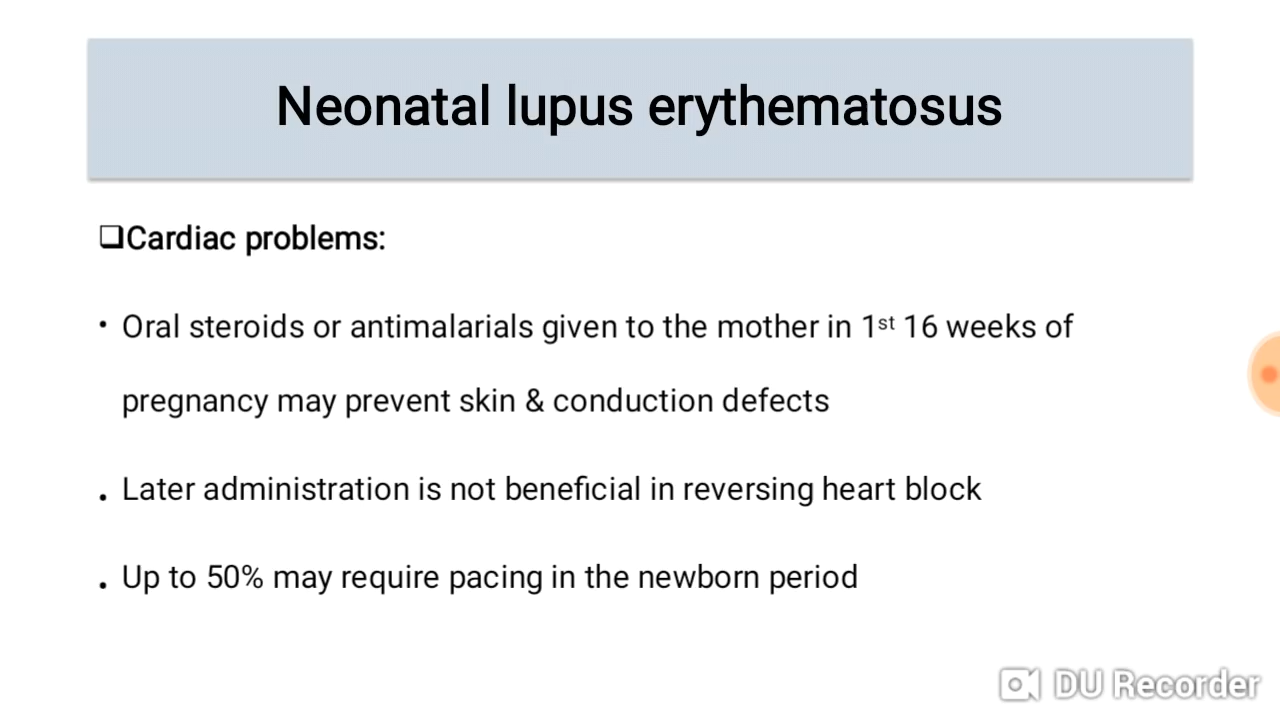 Neonatal lupus erythematosus
❑Cardiac problems:
• Oral steroids or antimalarials given to the mother in 1st 16 weeks of
pregnancy may prevent skin & conduction defects
. Later administration is not beneficial in reversing heart block
. Up to 50% may require pacing in the newborn period
DU Recorder